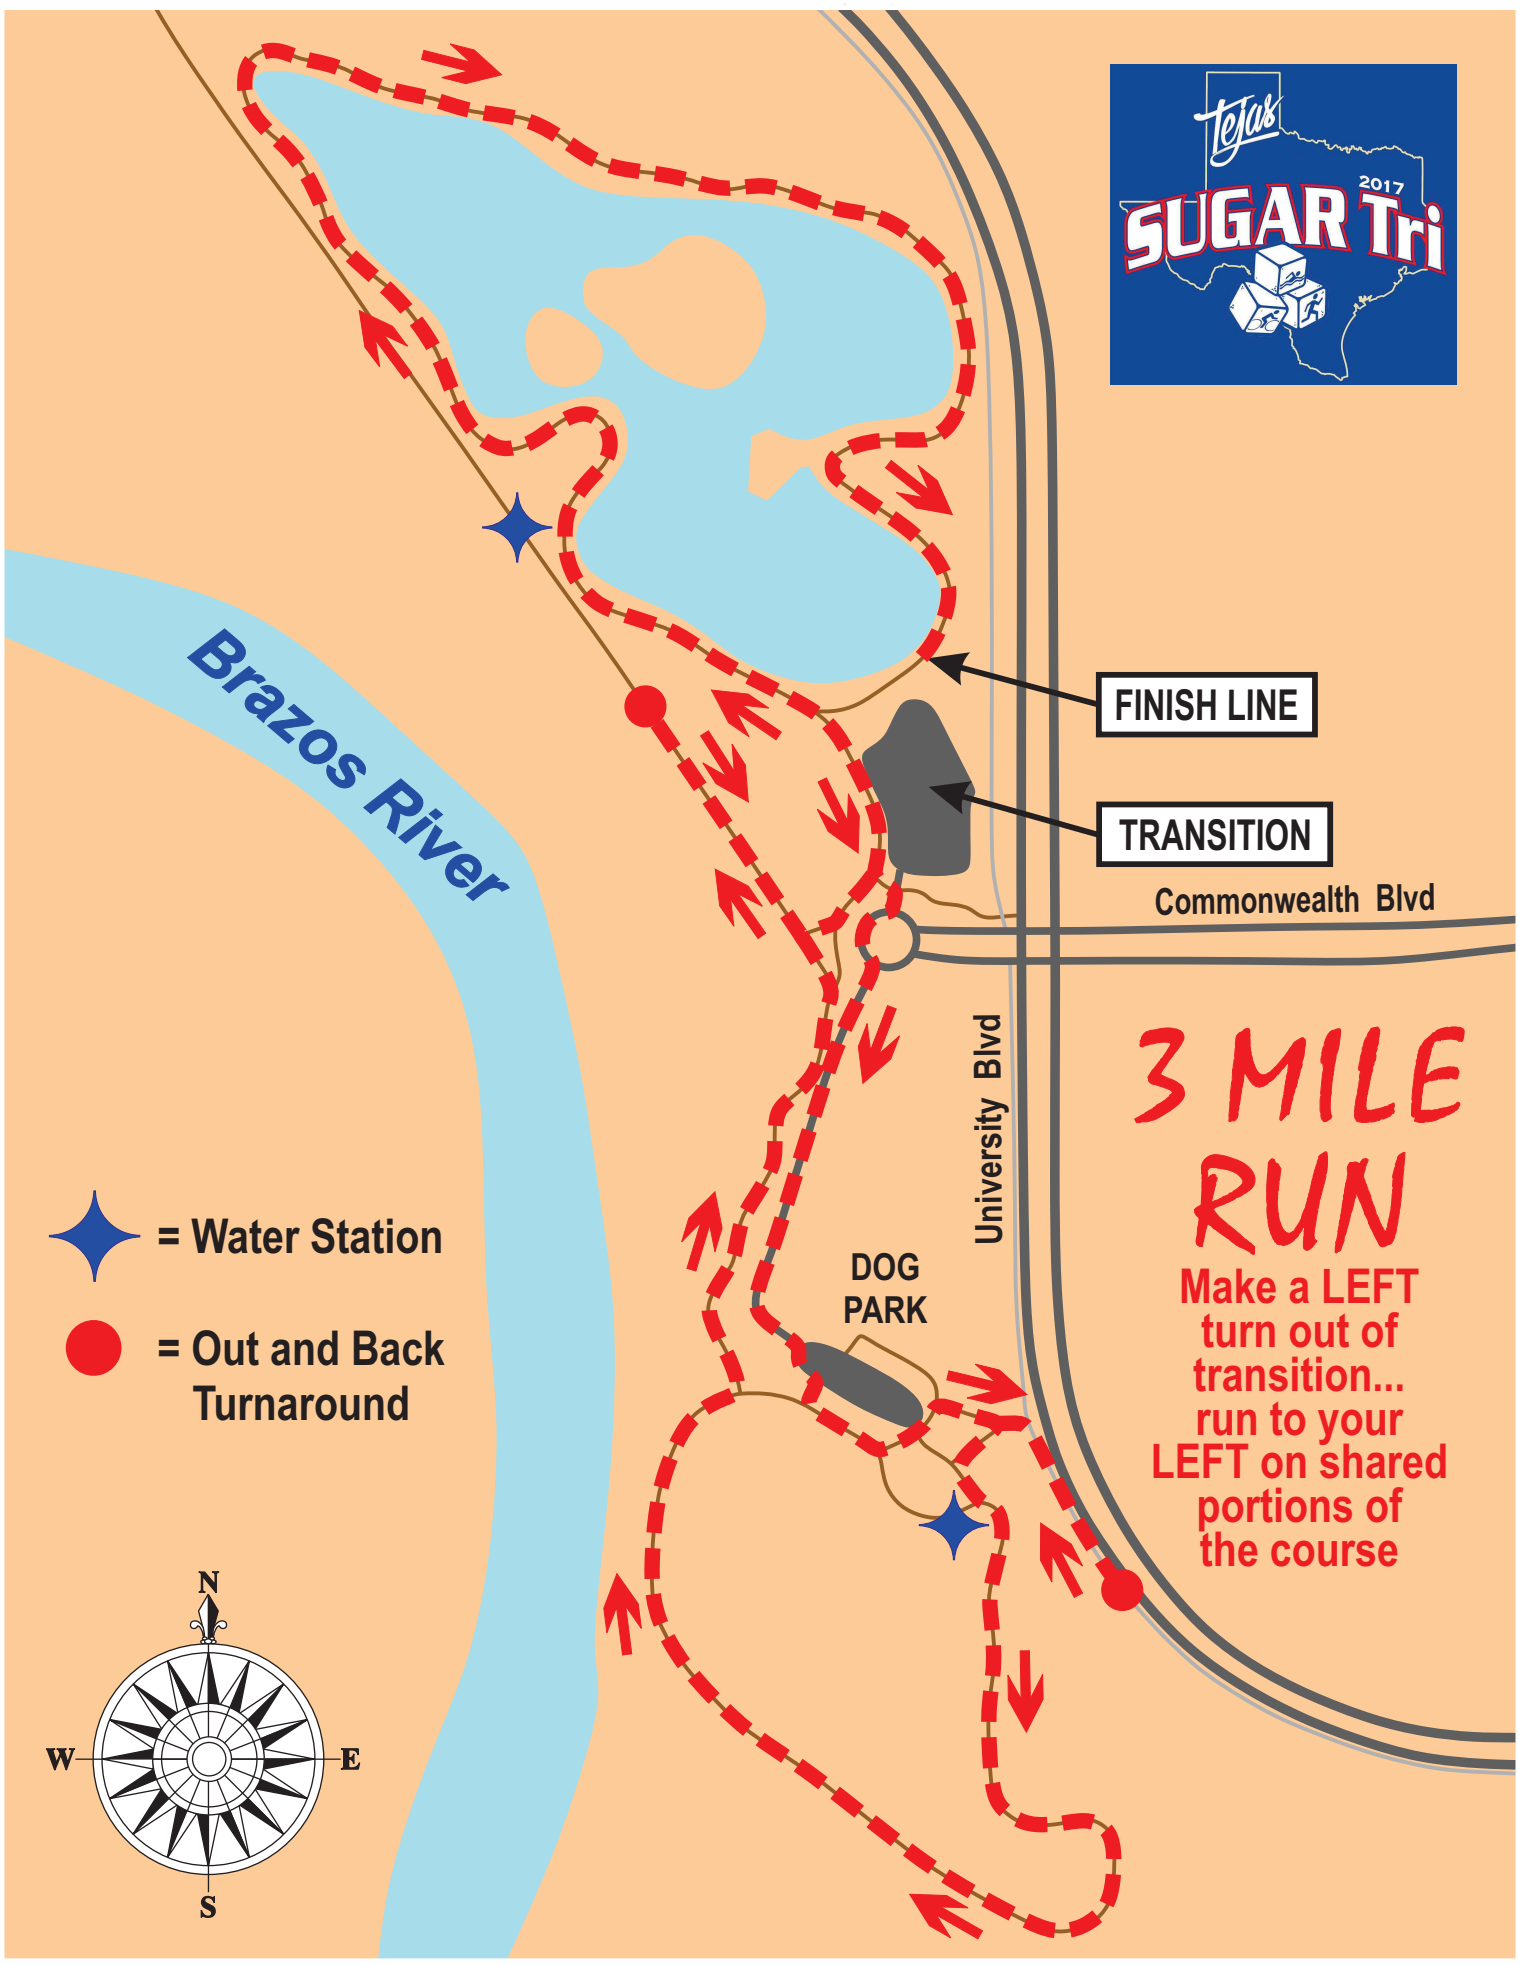 tejas
2017
SUGAR Tri
Brazos River
FINISH LINE
TRANSITION
Commonwealth Blvd
University Blvd
3 MILE
RUN
Make a LEFT
turn out of
transition...
run to your
LEFT on shared
portions of
the course
= Water Station
DOG
PARK
= Out and Back
Turnaround
N
W
E
S